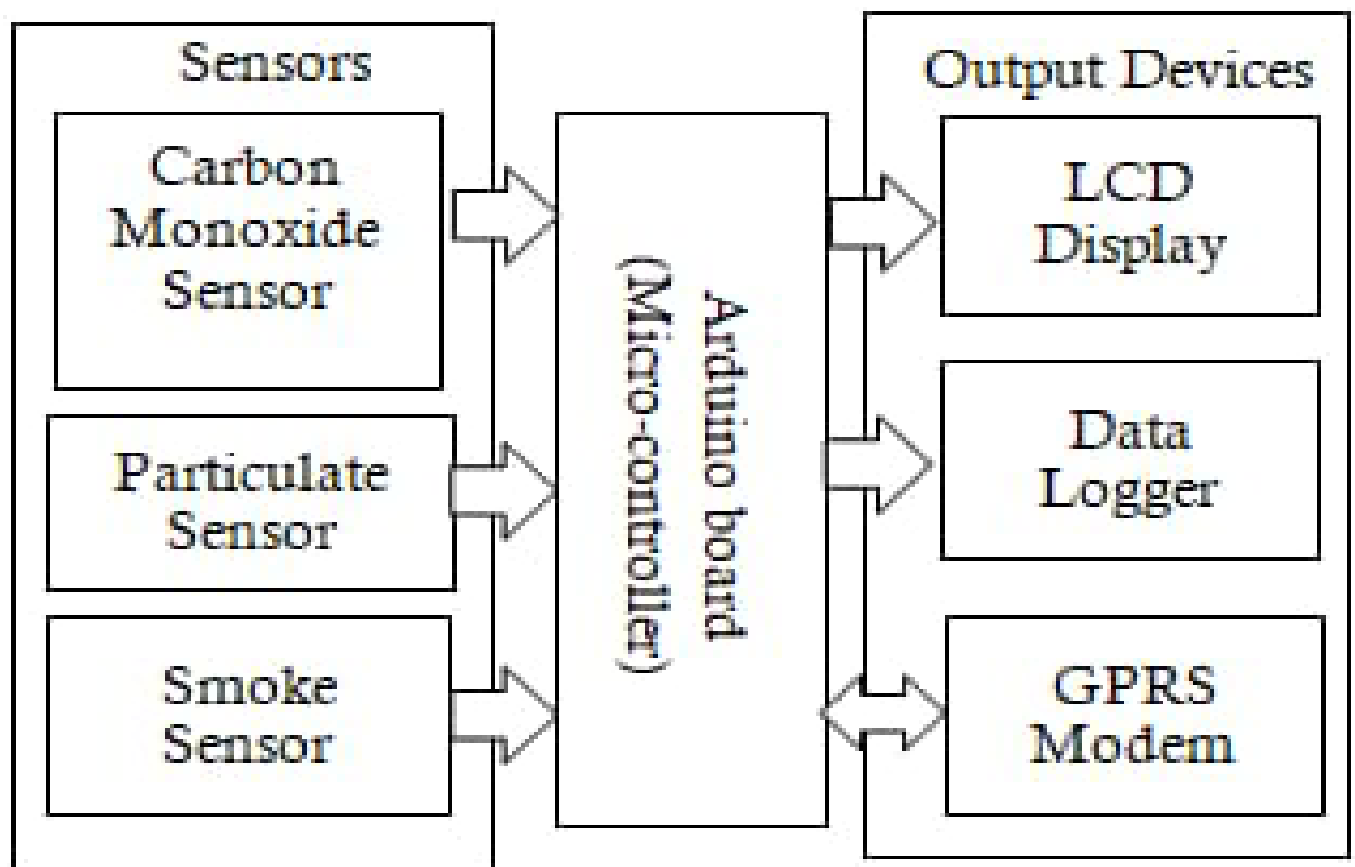 Sensors
Carbon
Monoxide
Sensor
Particulate
Sensor
Smoke
Sensor
Arduino board
(Micro-controller)
Output Devices
LCD
Display
Data
Logger
GPRS
Modem